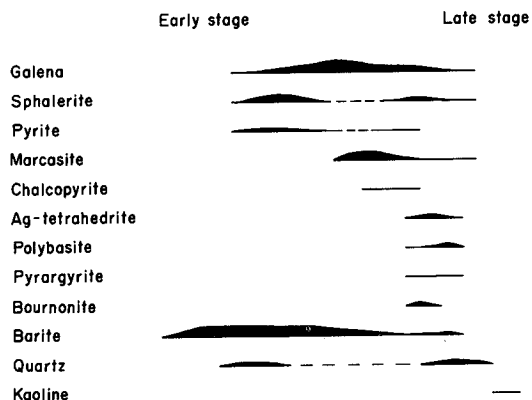 Early stage Late stage
Galena
Sphalerite
Pyrite
Marcasite
Chalcopyrite
Ag-tetrahedrite
Polybasite
Pyrargyrite
Bournonite
Barite
Quartz
Kaoline